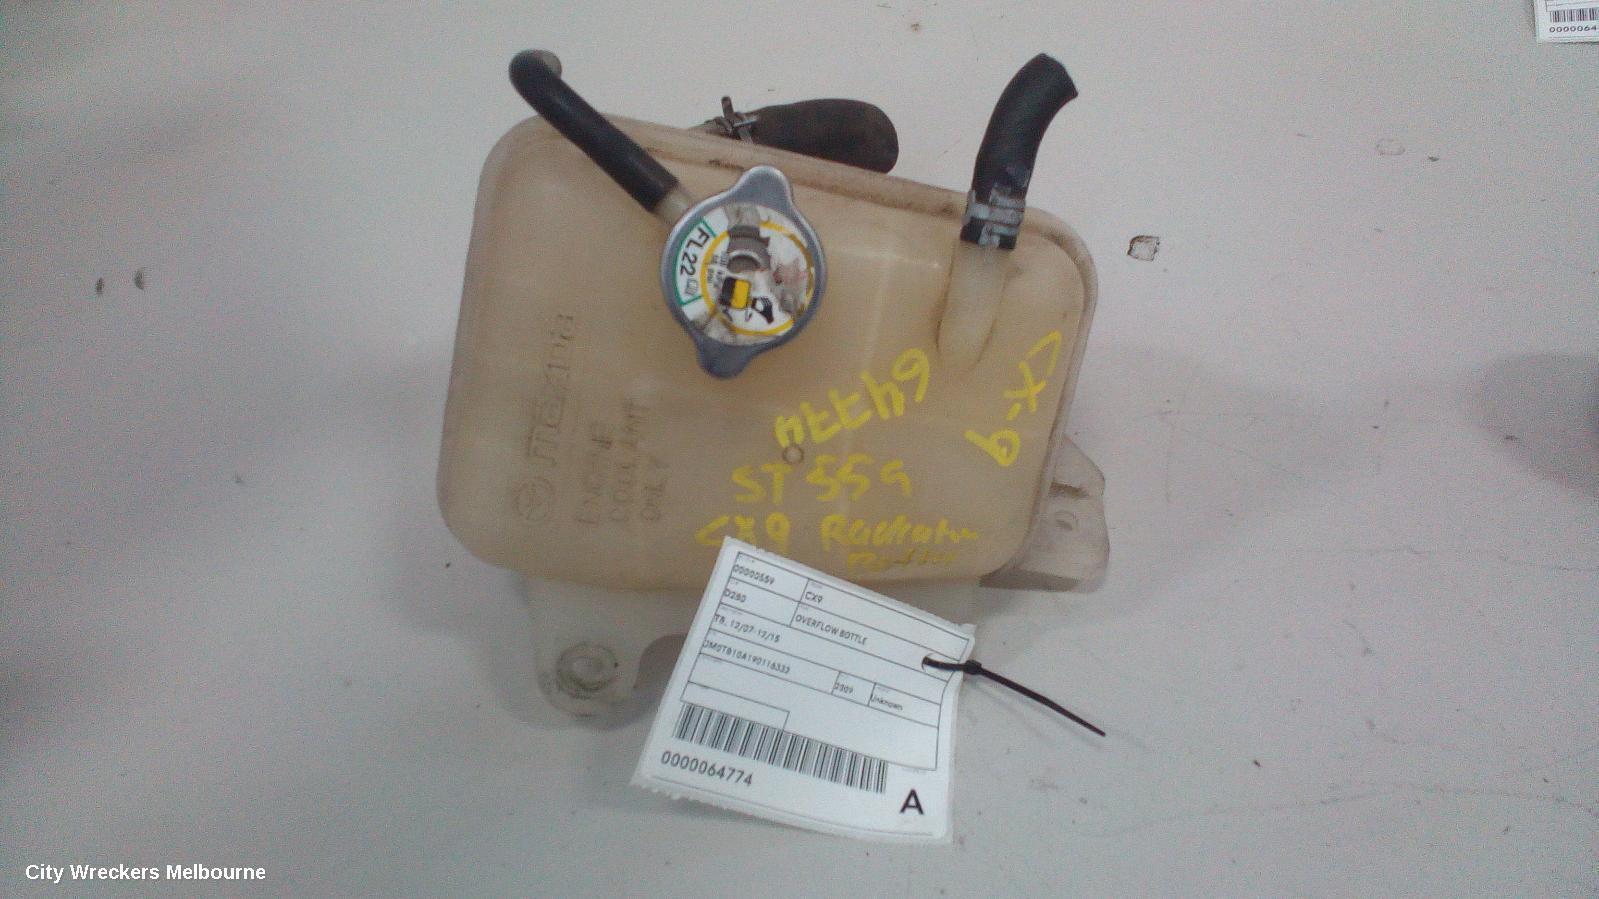 FL22
mazda
ENGINE
COOLANT
ONLY
64774
CX-9
ST 559
CX9 Radiator
Bottle
00000559
CX9
D280
OVERFLOW BOTTLE
TB, 12/07-12/15
JM0TB10A190116333
2009
Unknown
0000064774
A
City Wreckers Melbourne